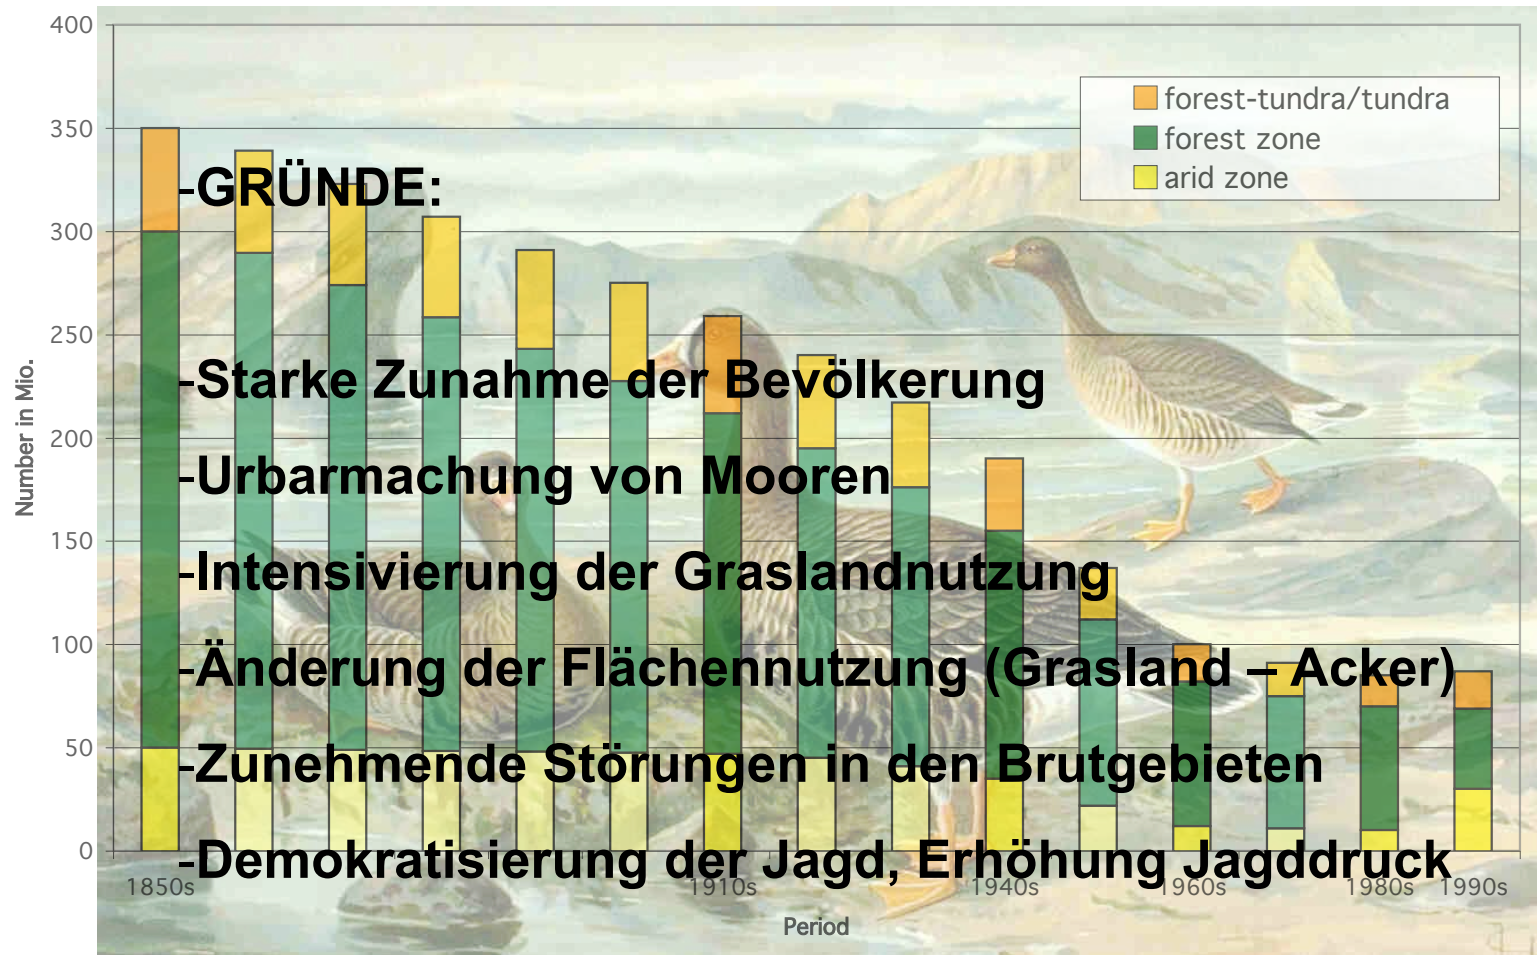 400
350
300
250
200
150
100
50
0
Number in Mio.
forest-tundra/tundra
forest zone
arid zone
-GRÜNDE:
-Starke Zunahme der Bevölkerung
-Urbarmachung von Mooren
-Intensivierung der Graslandnutzung
-Änderung der Flächennutzung (Grasland – Acker)
-Zunehmende Störungen in den Brutgebieten
-Demokratisierung der Jagd, Erhöhung Jagddruck
1850s 1910s 1940s 1960s 1980s 1990s
Period